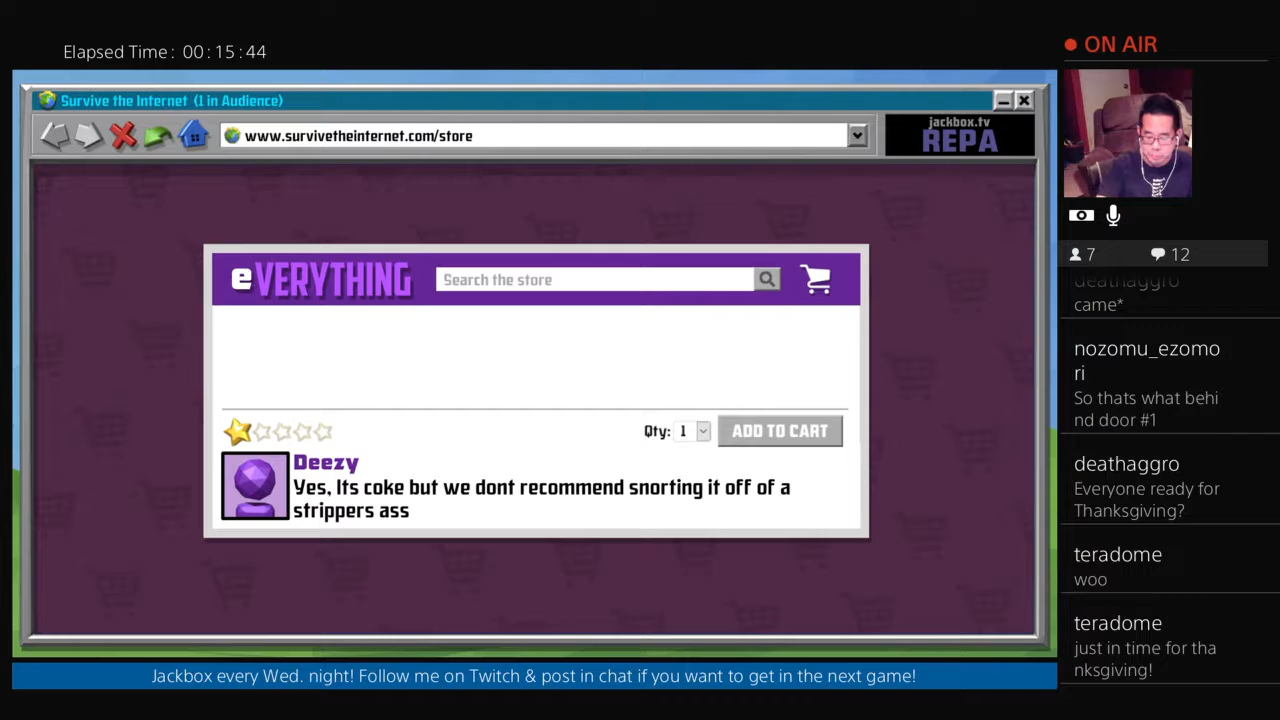 Elapsed Time: 00:15:44
ON AIR
Survive the Internet (1 in Audience)
www.survivetheinternet.com/store
jackbox.tv
REPA
7 12
eVERYTHING
Search the store
Qty: 1 ADD TO CART
Deezy
Yes, Its coke but we dont recommend snorting it off of a
strippers ass
deathaggro
came*
nozomu_ezomo
ri
So thats what behi
nd door #1
deathaggro
Everyone ready for
Thanksgiving?
teradome
woo
teradome
just in time for tha
nksgiving!
Jackbox every Wed. night! Follow me on Twitch & post in chat if you want to get in the next game!